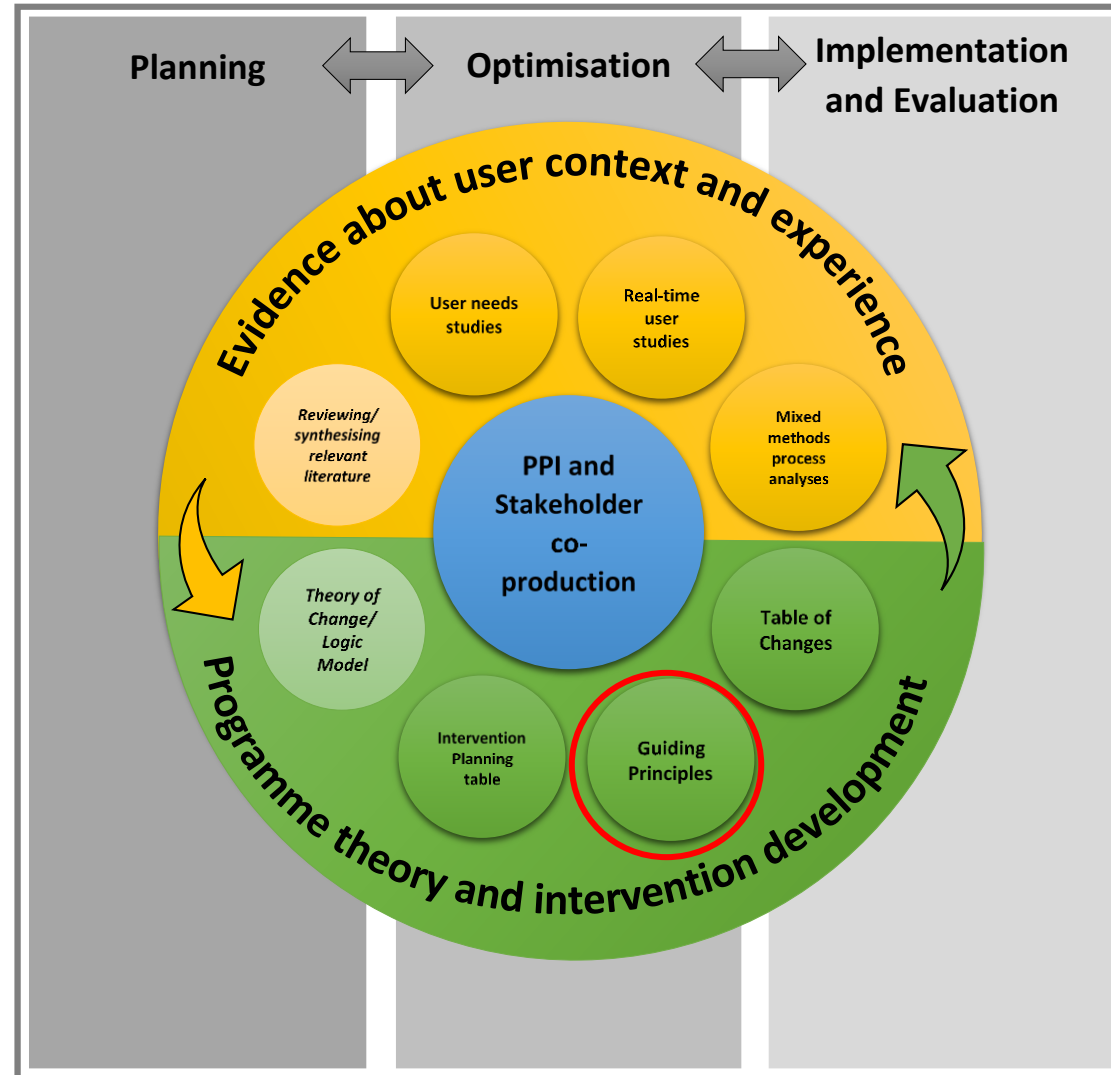 Planning
Optimisation
Implementation
and Evaluation
Evidence about user context and experience
User needs
studies
Real-time
user
studies
Reviewing/
synthesising
relevant
literature
Mixed
methods
process
analyses
PPI and
Stakeholder
co-
production
Theory of
Change/
Logic
Model
Table of
Changes
Intervention
Planning
table
Guiding
Principles
Programme theory and intervention development